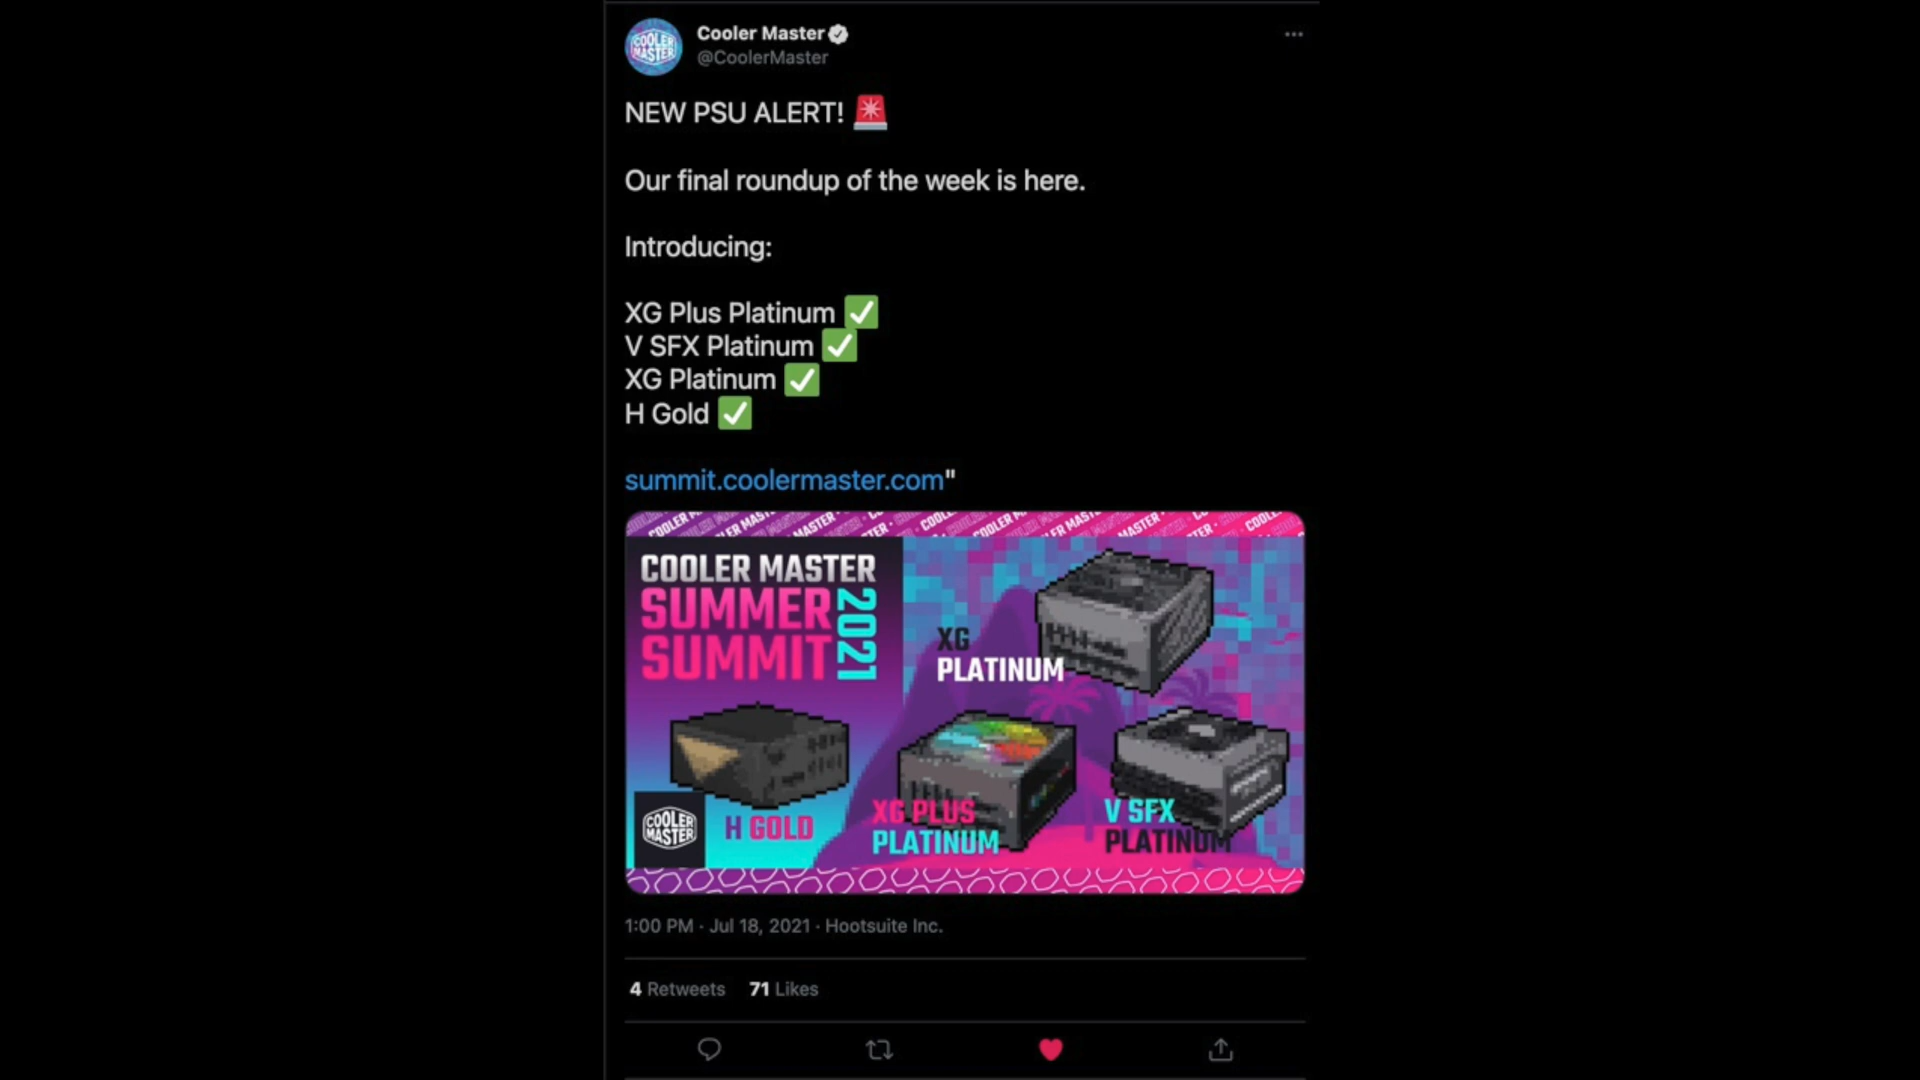 Cooler Master
@CoolerMaster
NEW PSU ALERT! 🚨
Our final roundup of the week is here.
Introducing:
XG Plus Platinum ✅
V SFX Platinum ✅
XG Platinum ✅
H Gold ✅
summit.coolermaster.com"
COOLER MASTER
SUMMER
SUMMIT
2021
XG
PLATINUM
H GOLD
XG PLUS
PLATINUM
V SFX
PLATINUM
COOLER
MASTER
1:00 PM · Jul 18, 2021 · Hootsuite Inc.
4 Retweets 71 Likes